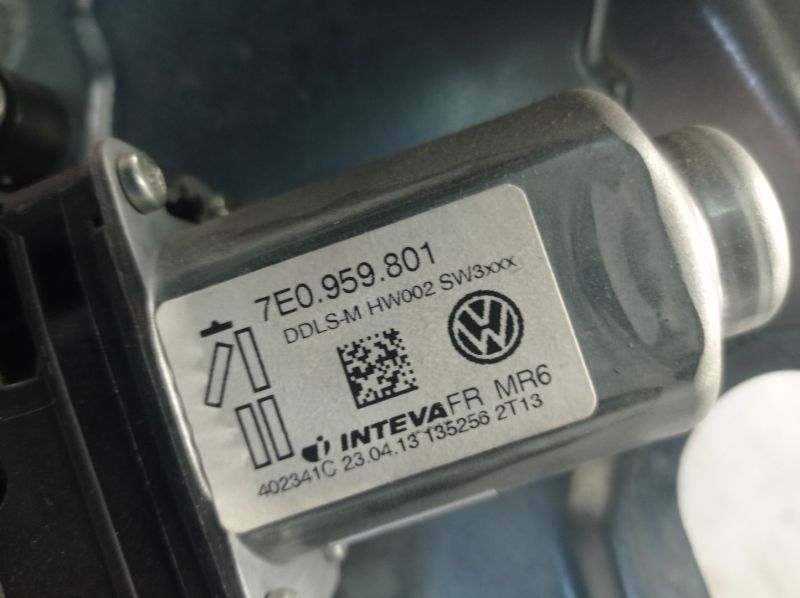 7E0.959.801
DDLS-M HW002 SW3xxx
INTEVA FR MR6
402341C 23.04.13 135256 2T13